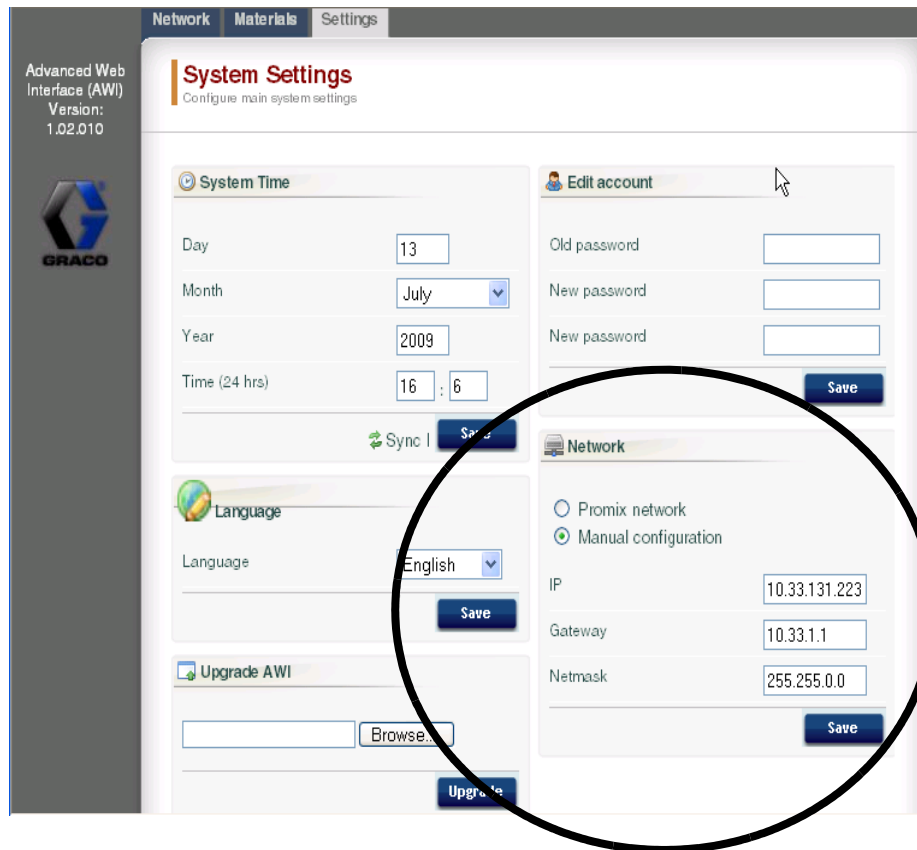 Network Materials Settings
Advanced Web
Interface (AWI)
Version:
1.02.010
GRACO
System Settings
Configure main system settings
System Time
Day 13
Month July
Year 2009
Time (24 hrs) 16 : 6
Sync I Save
Language
Language English
Save
Upgrade AWI
Browse...
Upgrade
Edit account
Old password
New password
New password
Save
Network
Promix network
Manual configuration
IP 10.33.131.223
Gateway 10.33.1.1
Netmask 255.255.0.0
Save